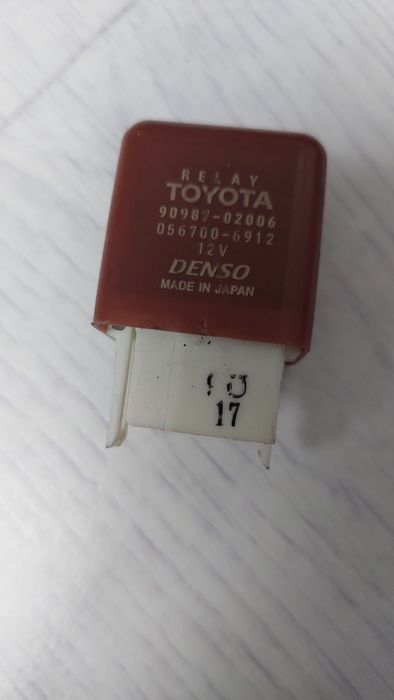 RELAY
TOYOTA
90987-02006
056700-6912
12V
DENSO
MADE IN JAPAN
17